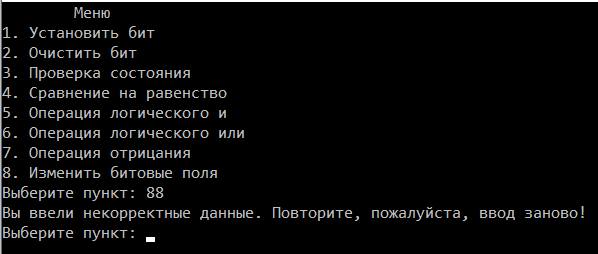 Меню
1. Установить бит
2. Очистить бит
3. Проверка состояния
4. Сравнение на равенство
5. Операция логического и
6. Операция логического или
7. Операция отрицания
8. Изменить битовые поля
Выберите пункт: 88
Вы ввели некорректные данные. Повторите, пожалуйста, ввод заново!
Выберите пункт: